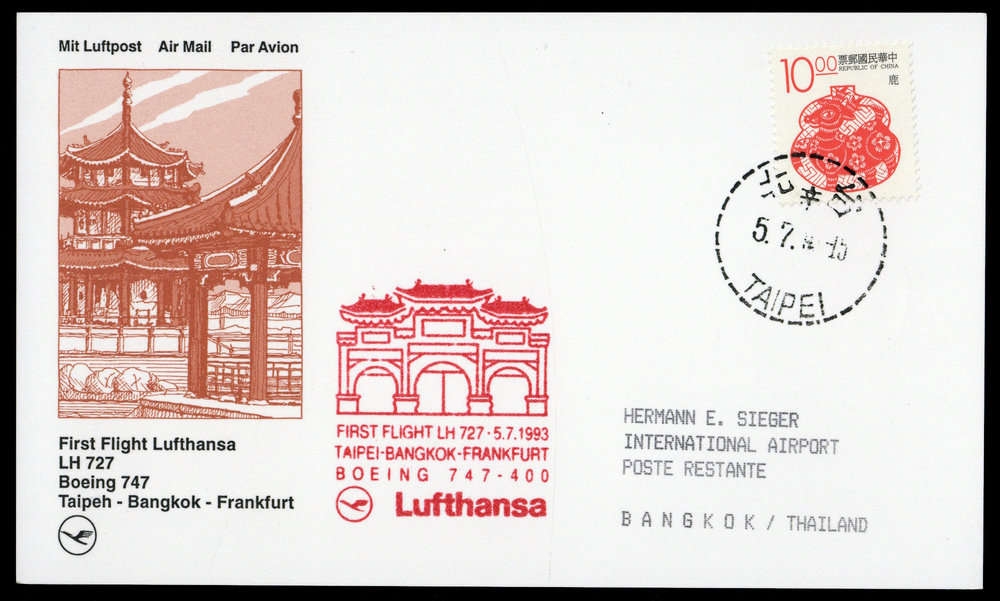 Mit Luftpost Air Mail Par Avion
10.00
中華民國郵票
REPUBLIC OF CHINA
鹿
5.7.
TAIPEI
FIRST FLIGHT LH 727 · 5.7.1993
TAIPEI-BANGKOK-FRANKFURT
BOEING 747-400
Lufthansa
First Flight Lufthansa
LH 727
Boeing 747
Taipeh - Bangkok - Frankfurt
HERMANN E. SIEGER
INTERNATIONAL AIRPORT
POSTE RESTANTE
BANGKOK / THAILAND